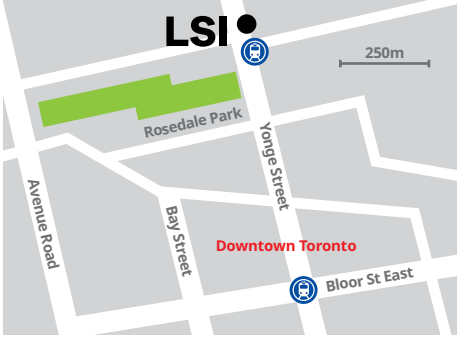 LSI
250m
Rosedale Park
Yonge Street
Avenue Road
Bay Street
Downtown Toronto
Bloor St East